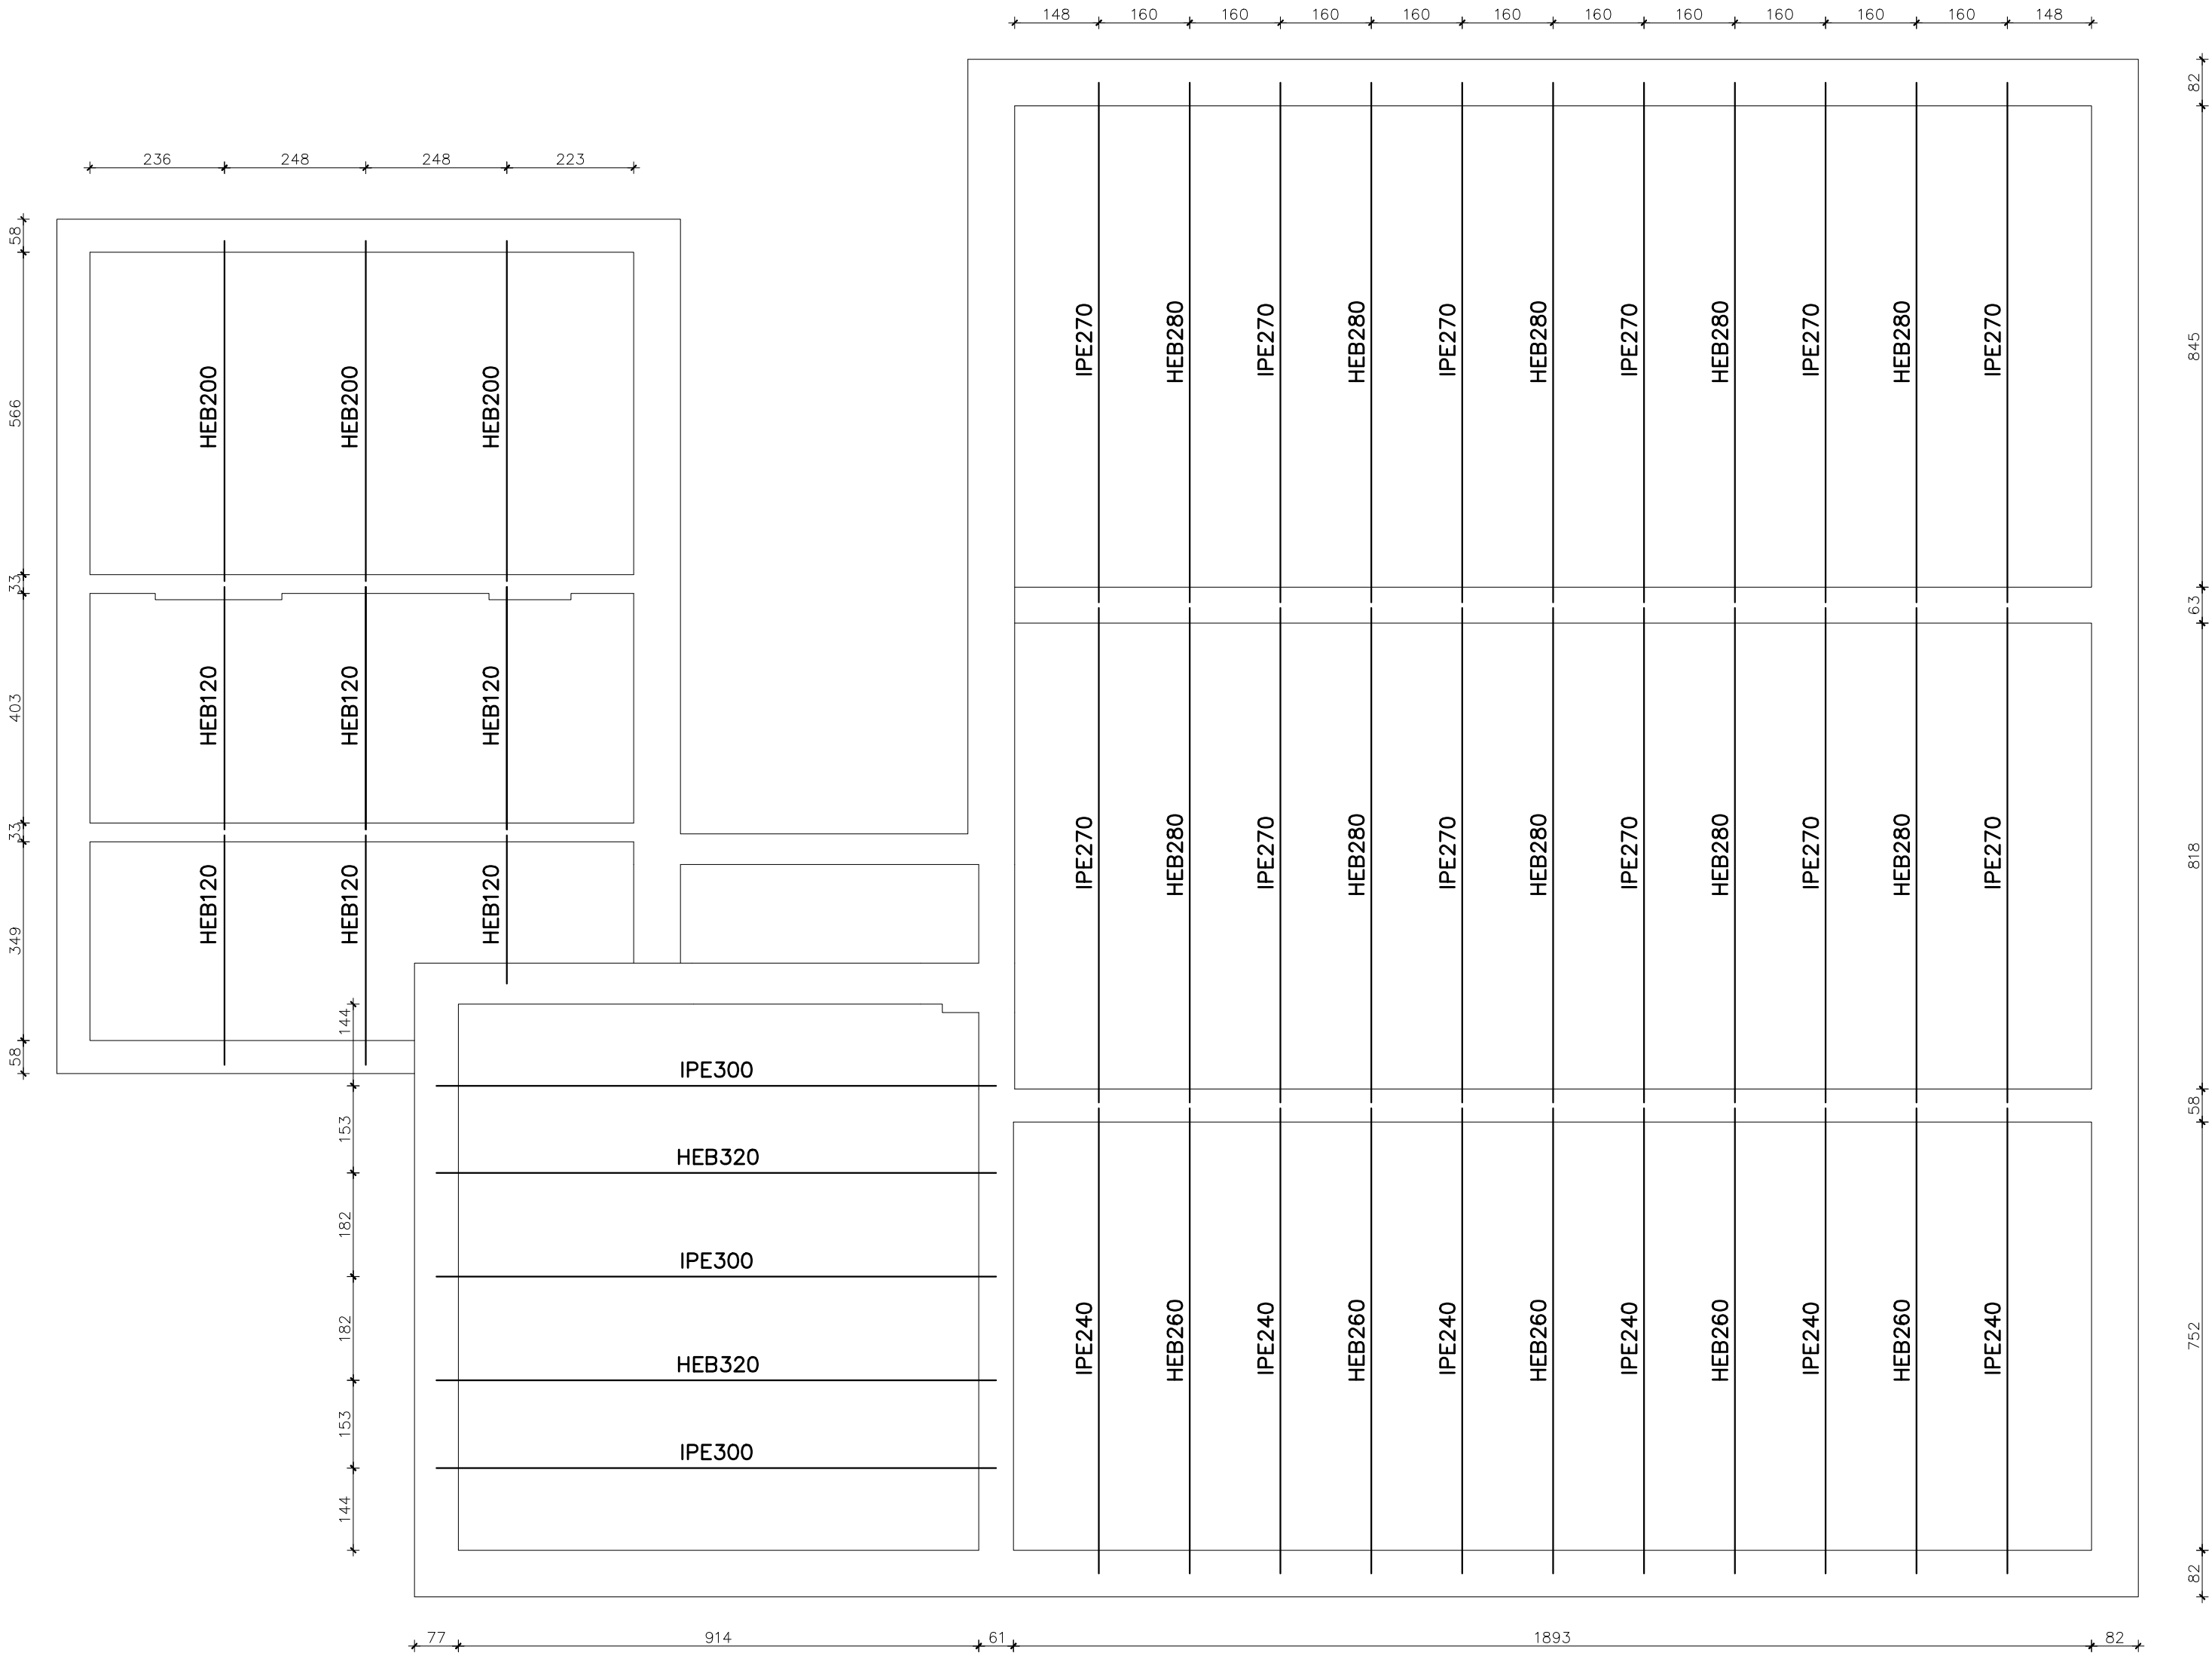 148 160 160 160 160 160 160 160 160 160 160 148
82
236 248 248 223
58
IPE270 HEB280 IPE270 HEB280 IPE270 HEB280 IPE270 HEB280 IPE270 HEB280 IPE270
845
HEB200 HEB200 HEB200
566
33
63
HEB120 HEB120 HEB120
403
33
IPE270 HEB280 IPE270 HEB280 IPE270 HEB280 IPE270 HEB280 IPE270 HEB280 IPE270
818
HEB120 HEB120 HEB120
349
144
58
IPE300
58
153
HEB320
182
IPE300
182
IPE240 HEB260 IPE240 HEB260 IPE240 HEB260 IPE240 HEB260 IPE240 HEB260 IPE240
752
HEB320
153
IPE300
144
82
77 914 61 1893 82